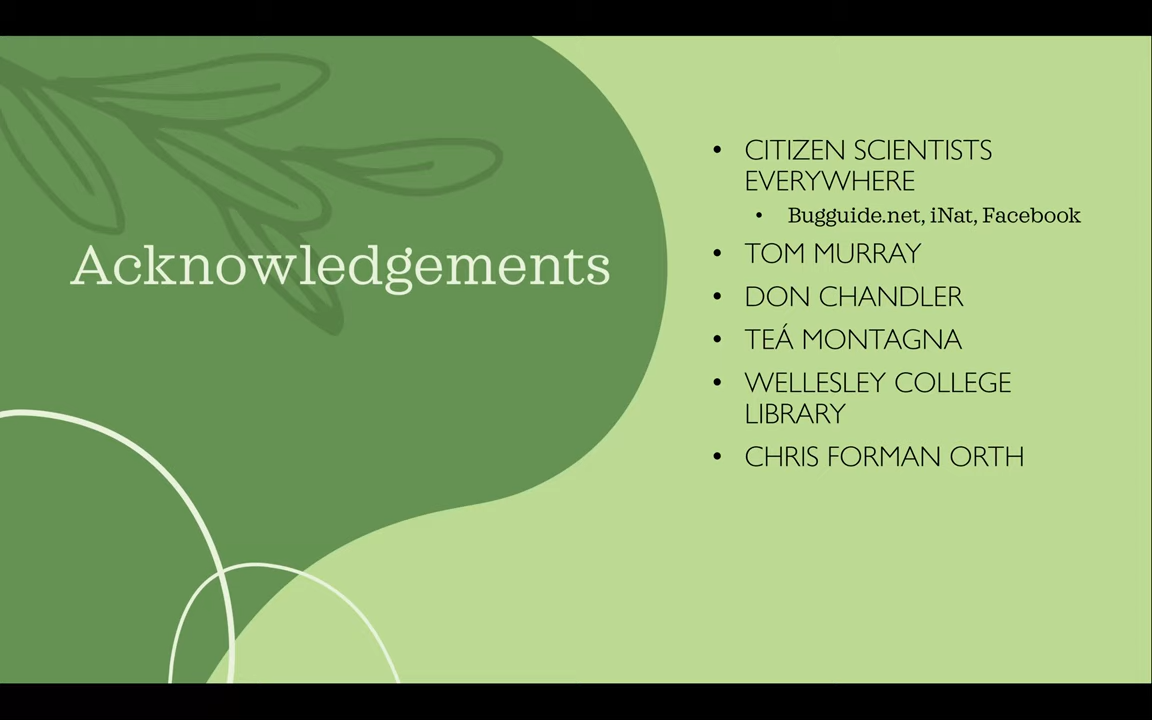 Acknowledgements
• CITIZEN SCIENTISTS
EVERYWHERE
• Bugguide.net, iNat, Facebook
• TOM MURRAY
• DON CHANDLER
• TEÁ MONTAGNA
• WELLESLEY COLLEGE
LIBRARY
• CHRIS FORMAN ORTH